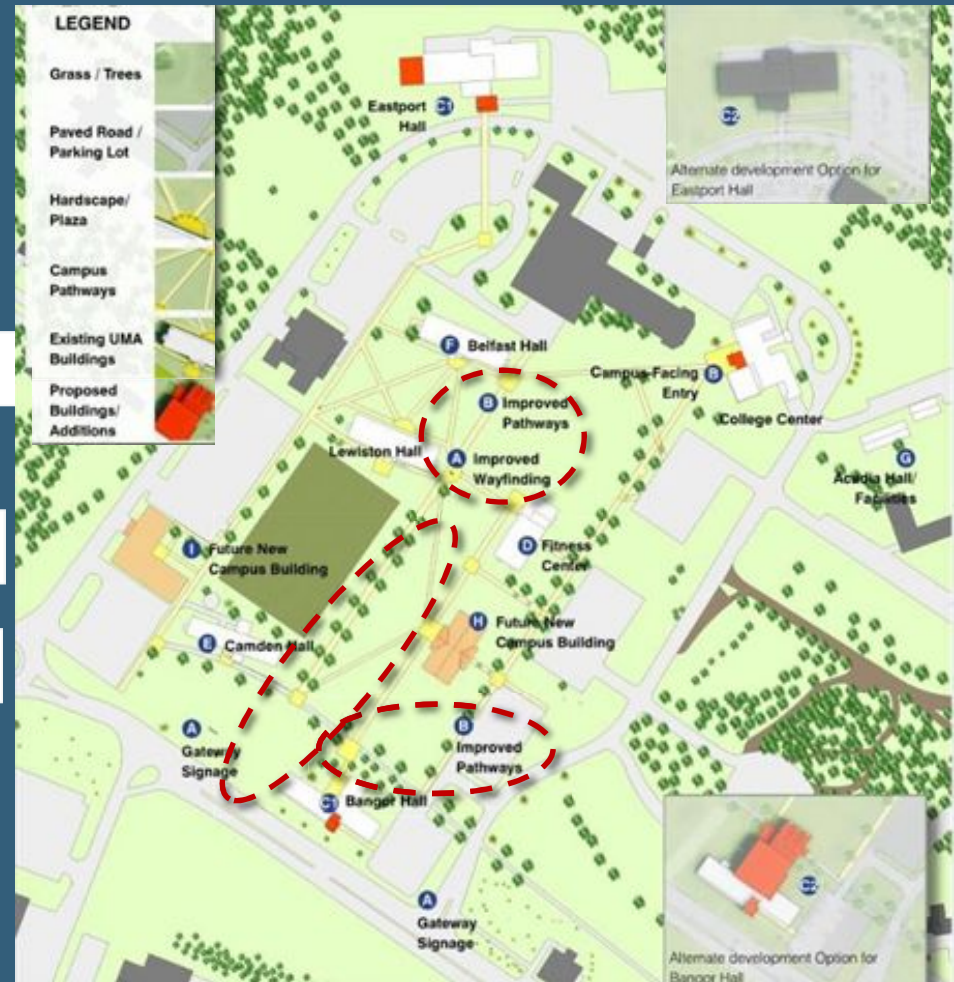 LEGEND
Grass / Trees
Paved Road /
Parking Lot
Hardscape/
Plaza
Campus
Pathways
Existing UMA
Buildings
Proposed
Buildings/
Additions
Eastport
Hall
C1
C2
Alternate development Option for
Eastport Hall
F Belfast Hall
Campus-Facing
Entry
B
College Center
B Improved
Pathways
Lewiston Hall
A Improved
Wayfinding
G
Acadia Hall/
Facilities
I Future New
Campus Building
D Fitness
Center
H Future New
Campus Building
E Camden Hall
A
Gateway
Signage
B
Improved
Pathways
C1 Bangor Hall
C2
A
Gateway
Signage
Alternate development Option for
Bangor Hall